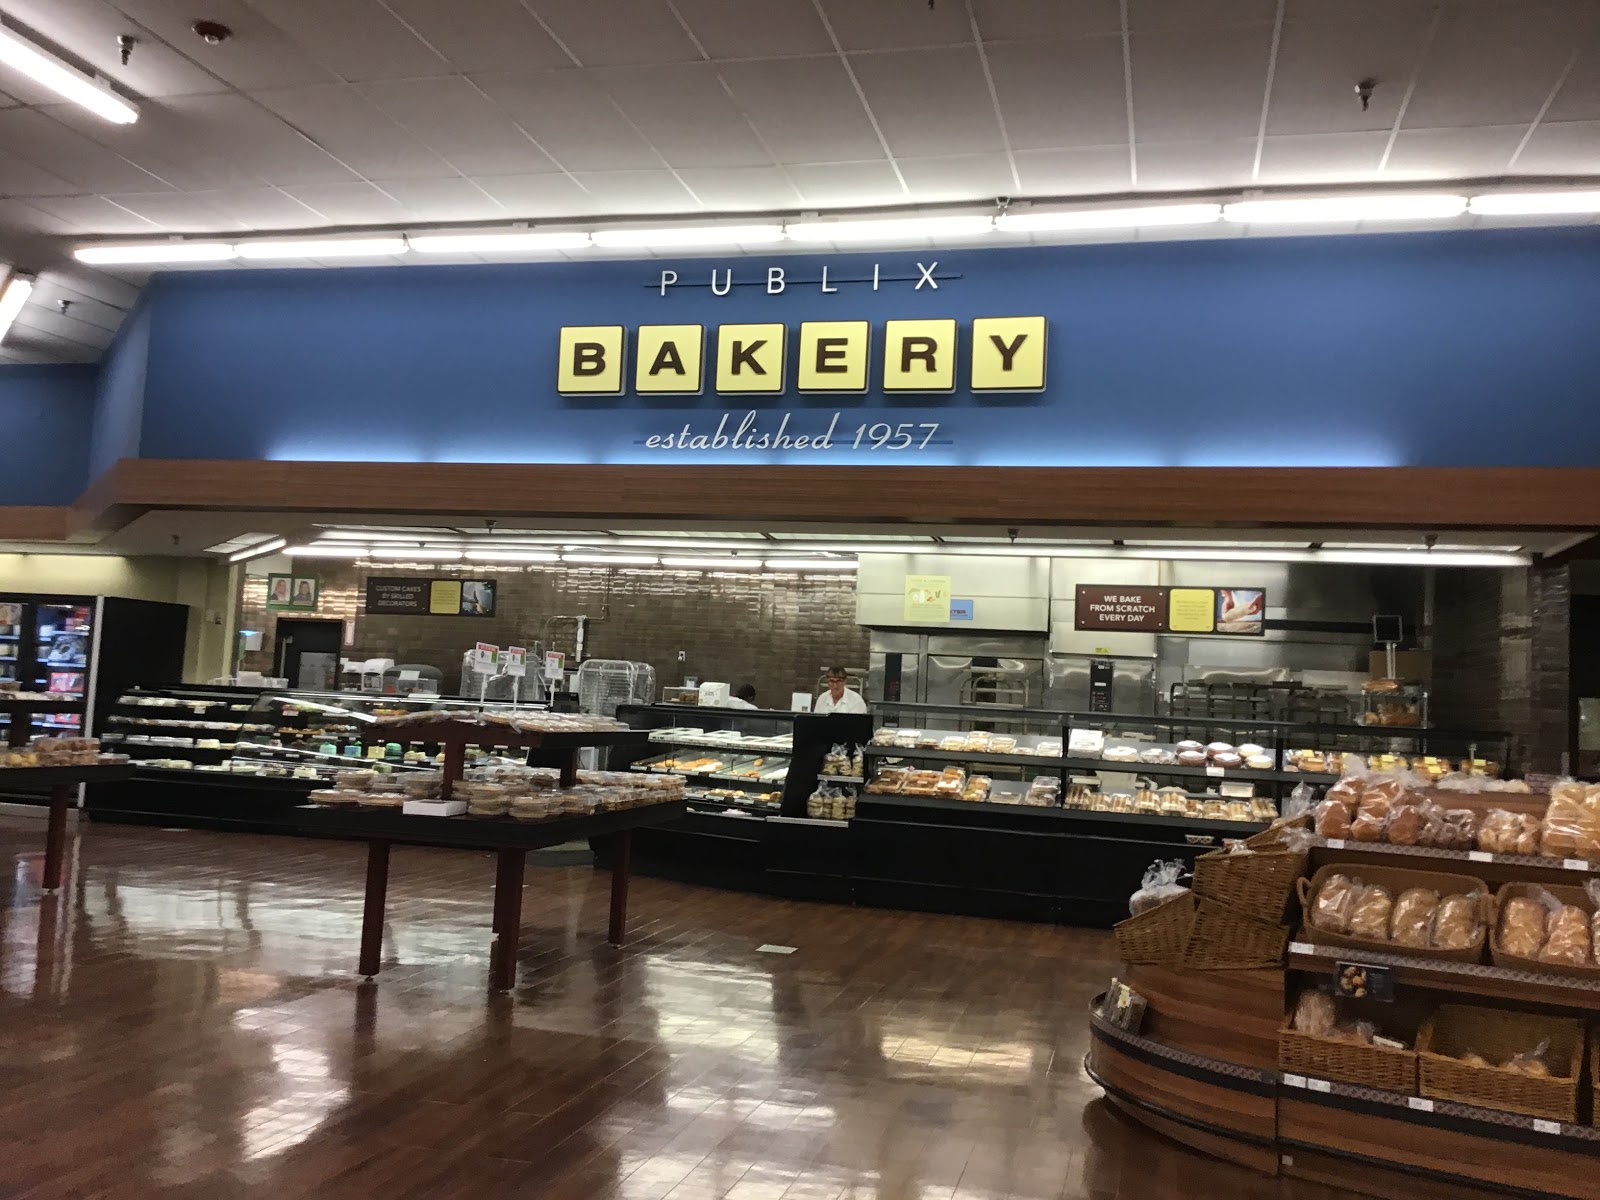 PUBLIX
BAKERY
established 1957
CUSTOM CAKES
BY SKILLED
DECORATORS
WE BAKE
FROM SCRATCH
EVERY DAY